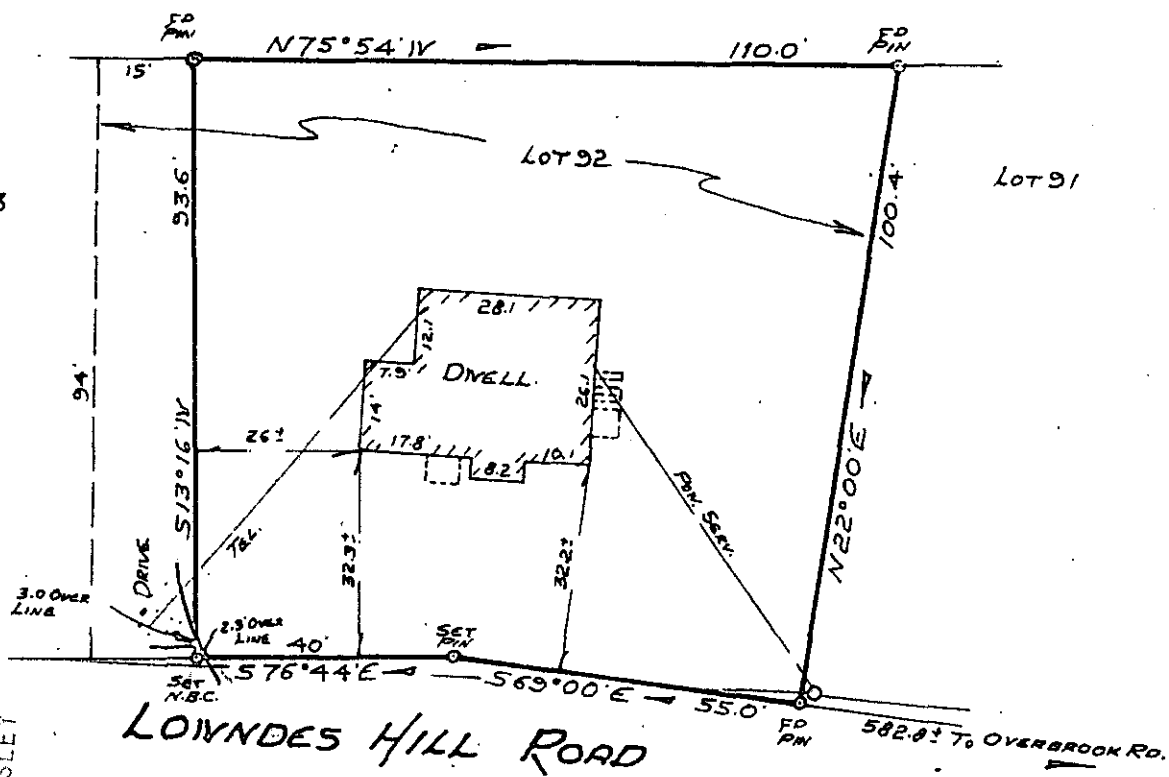 FD PIN
N75°54'W
110.0'
FD PIN
15'
LOT 92
LOT 91
93.6'
100.4'
94'
28.1
12.1
7.9'
DWELL.
26.1
14'
17.8'
8.2
10.1
26±
S13°16'W
TEL.
POW. SERV.
N22°00'E
32.3±
32.2±
DRIVE
3.0 OVER
LINE
2.3' OVER
LINE
40'
SET
PIN
S76°44'E
S69°00'E
55.0'
SET
N.B.C.
FD
PIN
582.8± TO OVERBROOK RD.
LOWNDES HILL ROAD